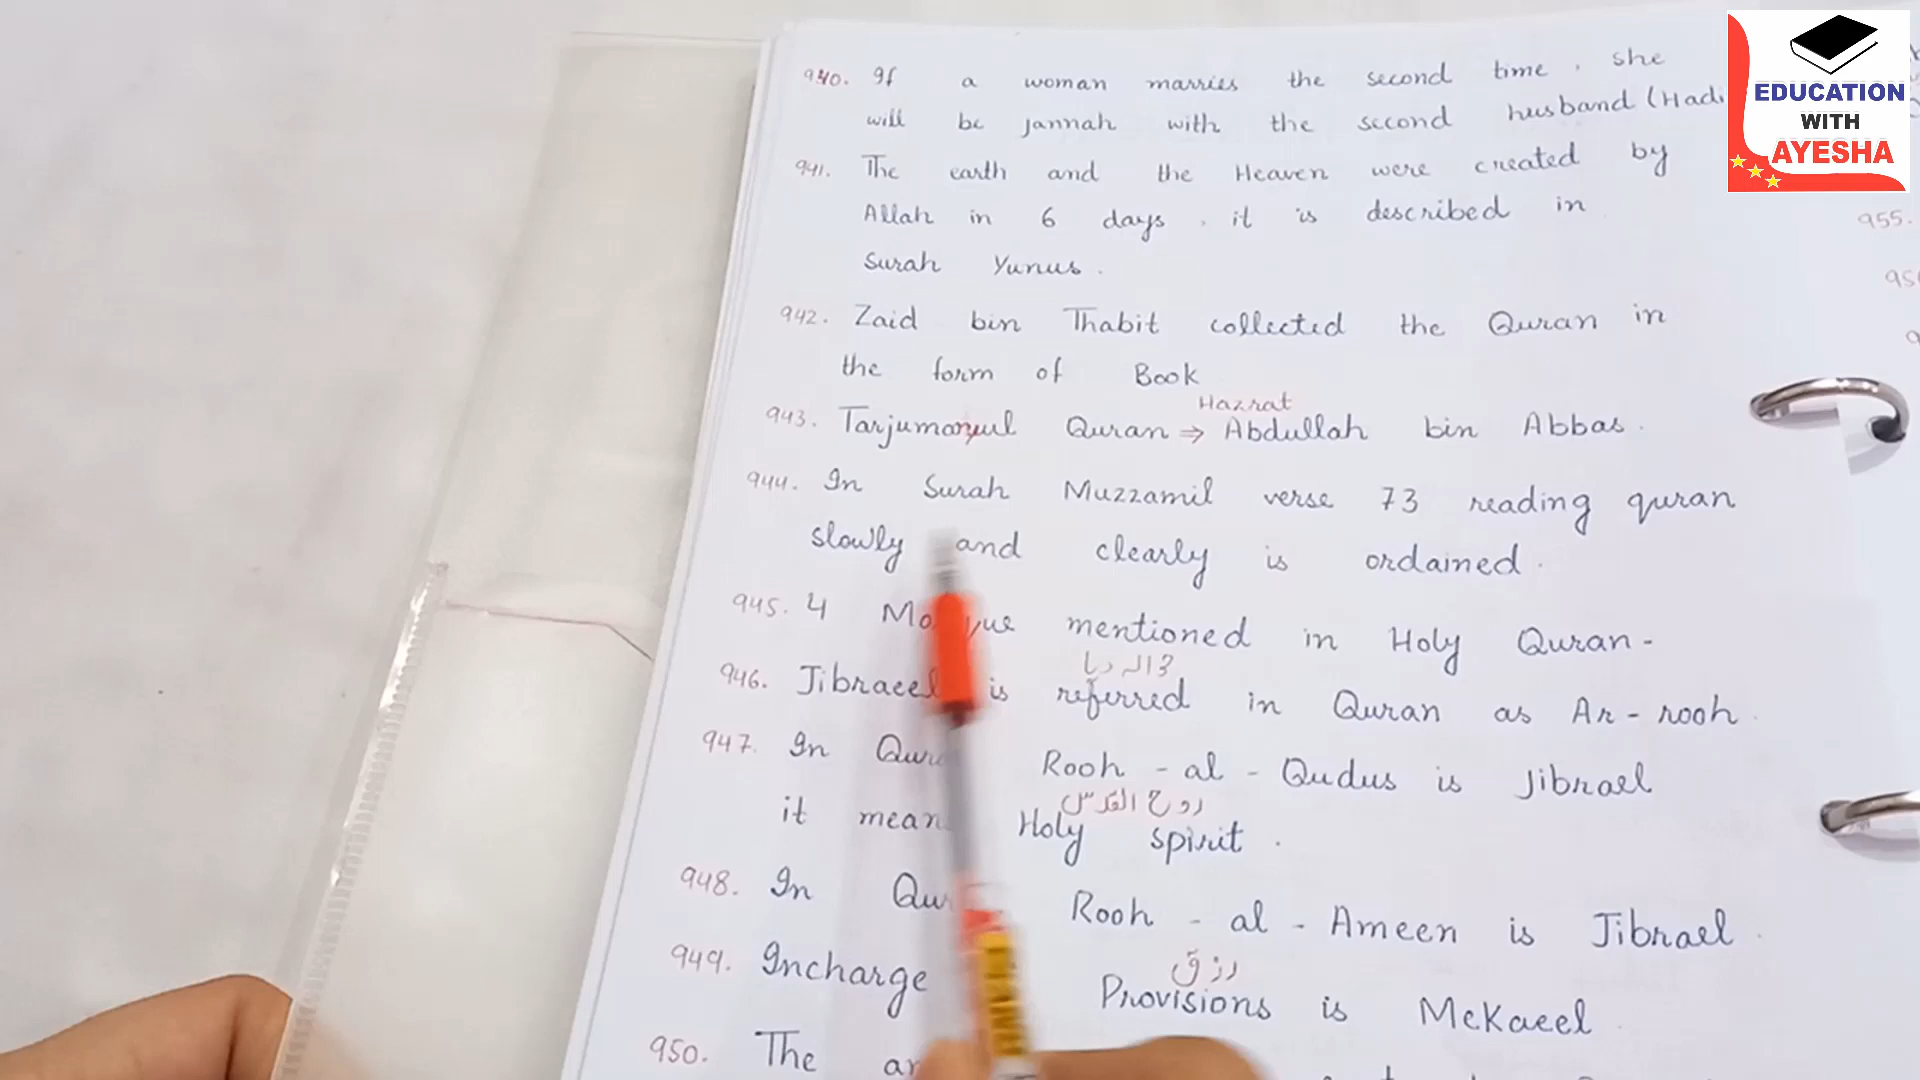 940. If a woman marries the second time, she
will be jannah with the second husband (Hadi
941. The earth and the Heaven were created by
Allah in 6 days. it is described in
Surah Yunus.
942. Zaid bin Thabit collected the Quran in
the form of Book
Hazrat
943. Tarjumanul Quran ⇒ Abdullah bin Abbas.
944. In Surah Muzzamil verse 73 reading quran
slowly and clearly is ordained.
945. 4 Mosque mentioned in Holy Quran-
946. Jibraeel is referred in Quran as Ar-rooh.
947. In Quran Rooh-al-Qudus is Jibrael
روح القدس
it mean Holy spirit.
948. In Quran Rooh-al-Ameen is Jibrael.
رزق
949. Incharge Provisions is McKaeel
950. The
955.
EDUCATION
WITH
AYESHA